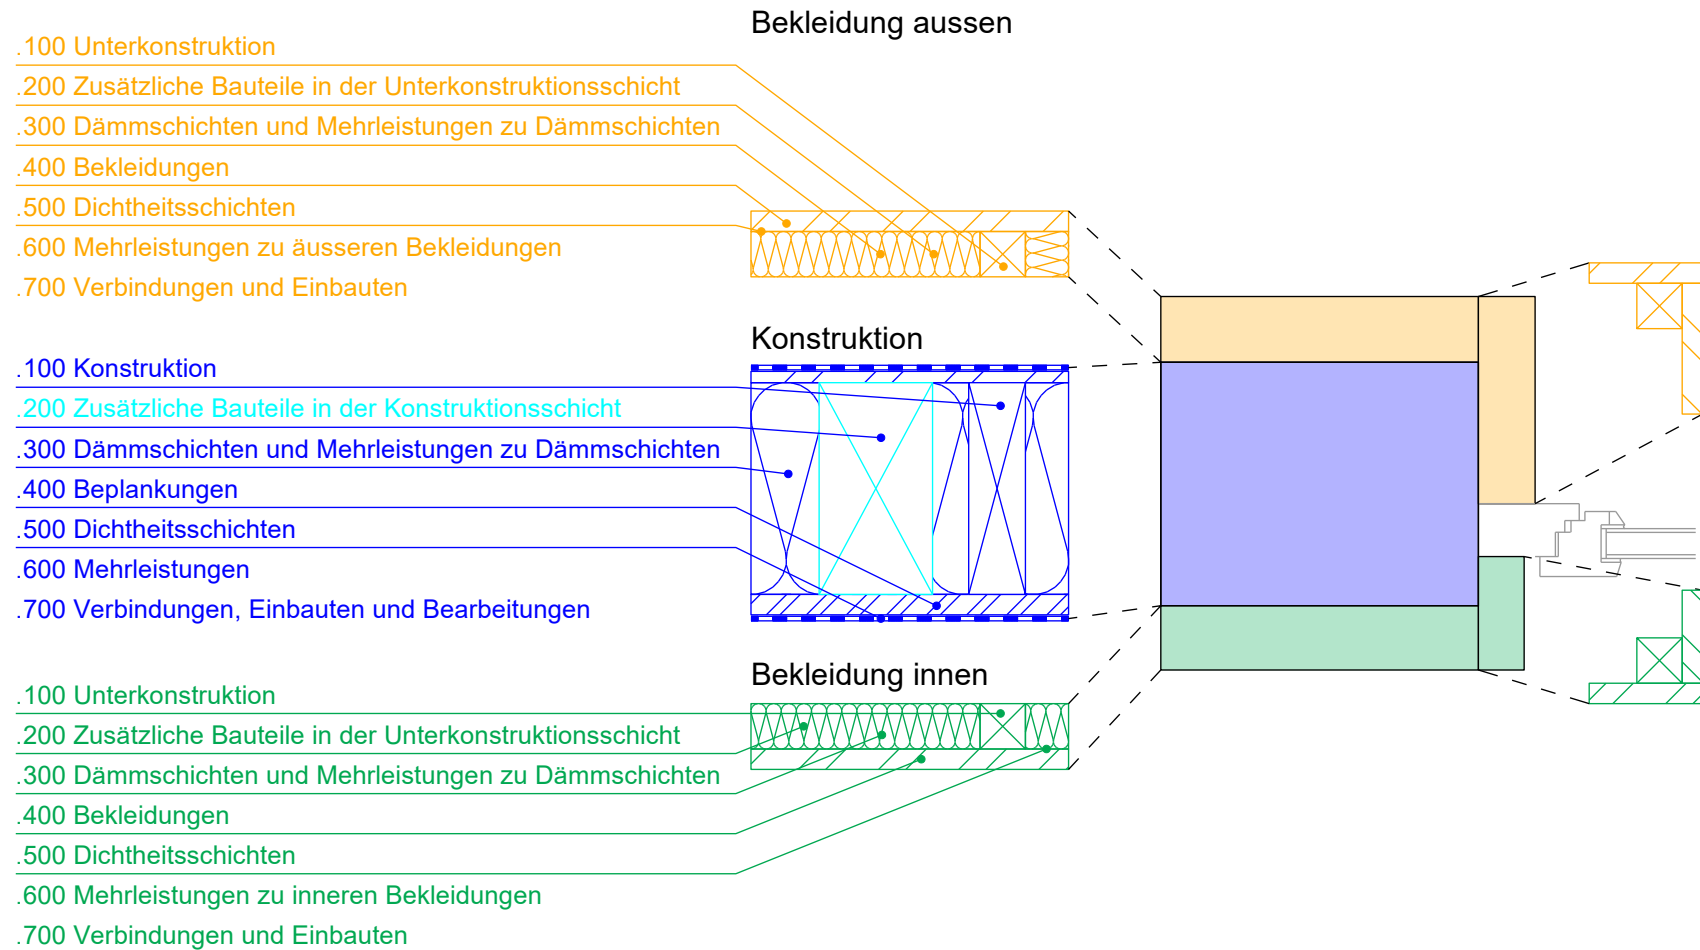 Bekleidung aussen
.100 Unterkonstruktion
.200 Zusätzliche Bauteile in der Unterkonstruktionsschicht
.300 Dämmschichten und Mehrleistungen zu Dämmschichten
.400 Bekleidungen
.500 Dichtheitsschichten
.600 Mehrleistungen zu äusseren Bekleidungen
.700 Verbindungen und Einbauten
Konstruktion
.100 Konstruktion
.200 Zusätzliche Bauteile in der Konstruktionsschicht
.300 Dämmschichten und Mehrleistungen zu Dämmschichten
.400 Beplankungen
.500 Dichtheitsschichten
.600 Mehrleistungen
.700 Verbindungen, Einbauten und Bearbeitungen
Bekleidung innen
.100 Unterkonstruktion
.200 Zusätzliche Bauteile in der Unterkonstruktionsschicht
.300 Dämmschichten und Mehrleistungen zu Dämmschichten
.400 Bekleidungen
.500 Dichtheitsschichten
.600 Mehrleistungen zu inneren Bekleidungen
.700 Verbindungen und Einbauten